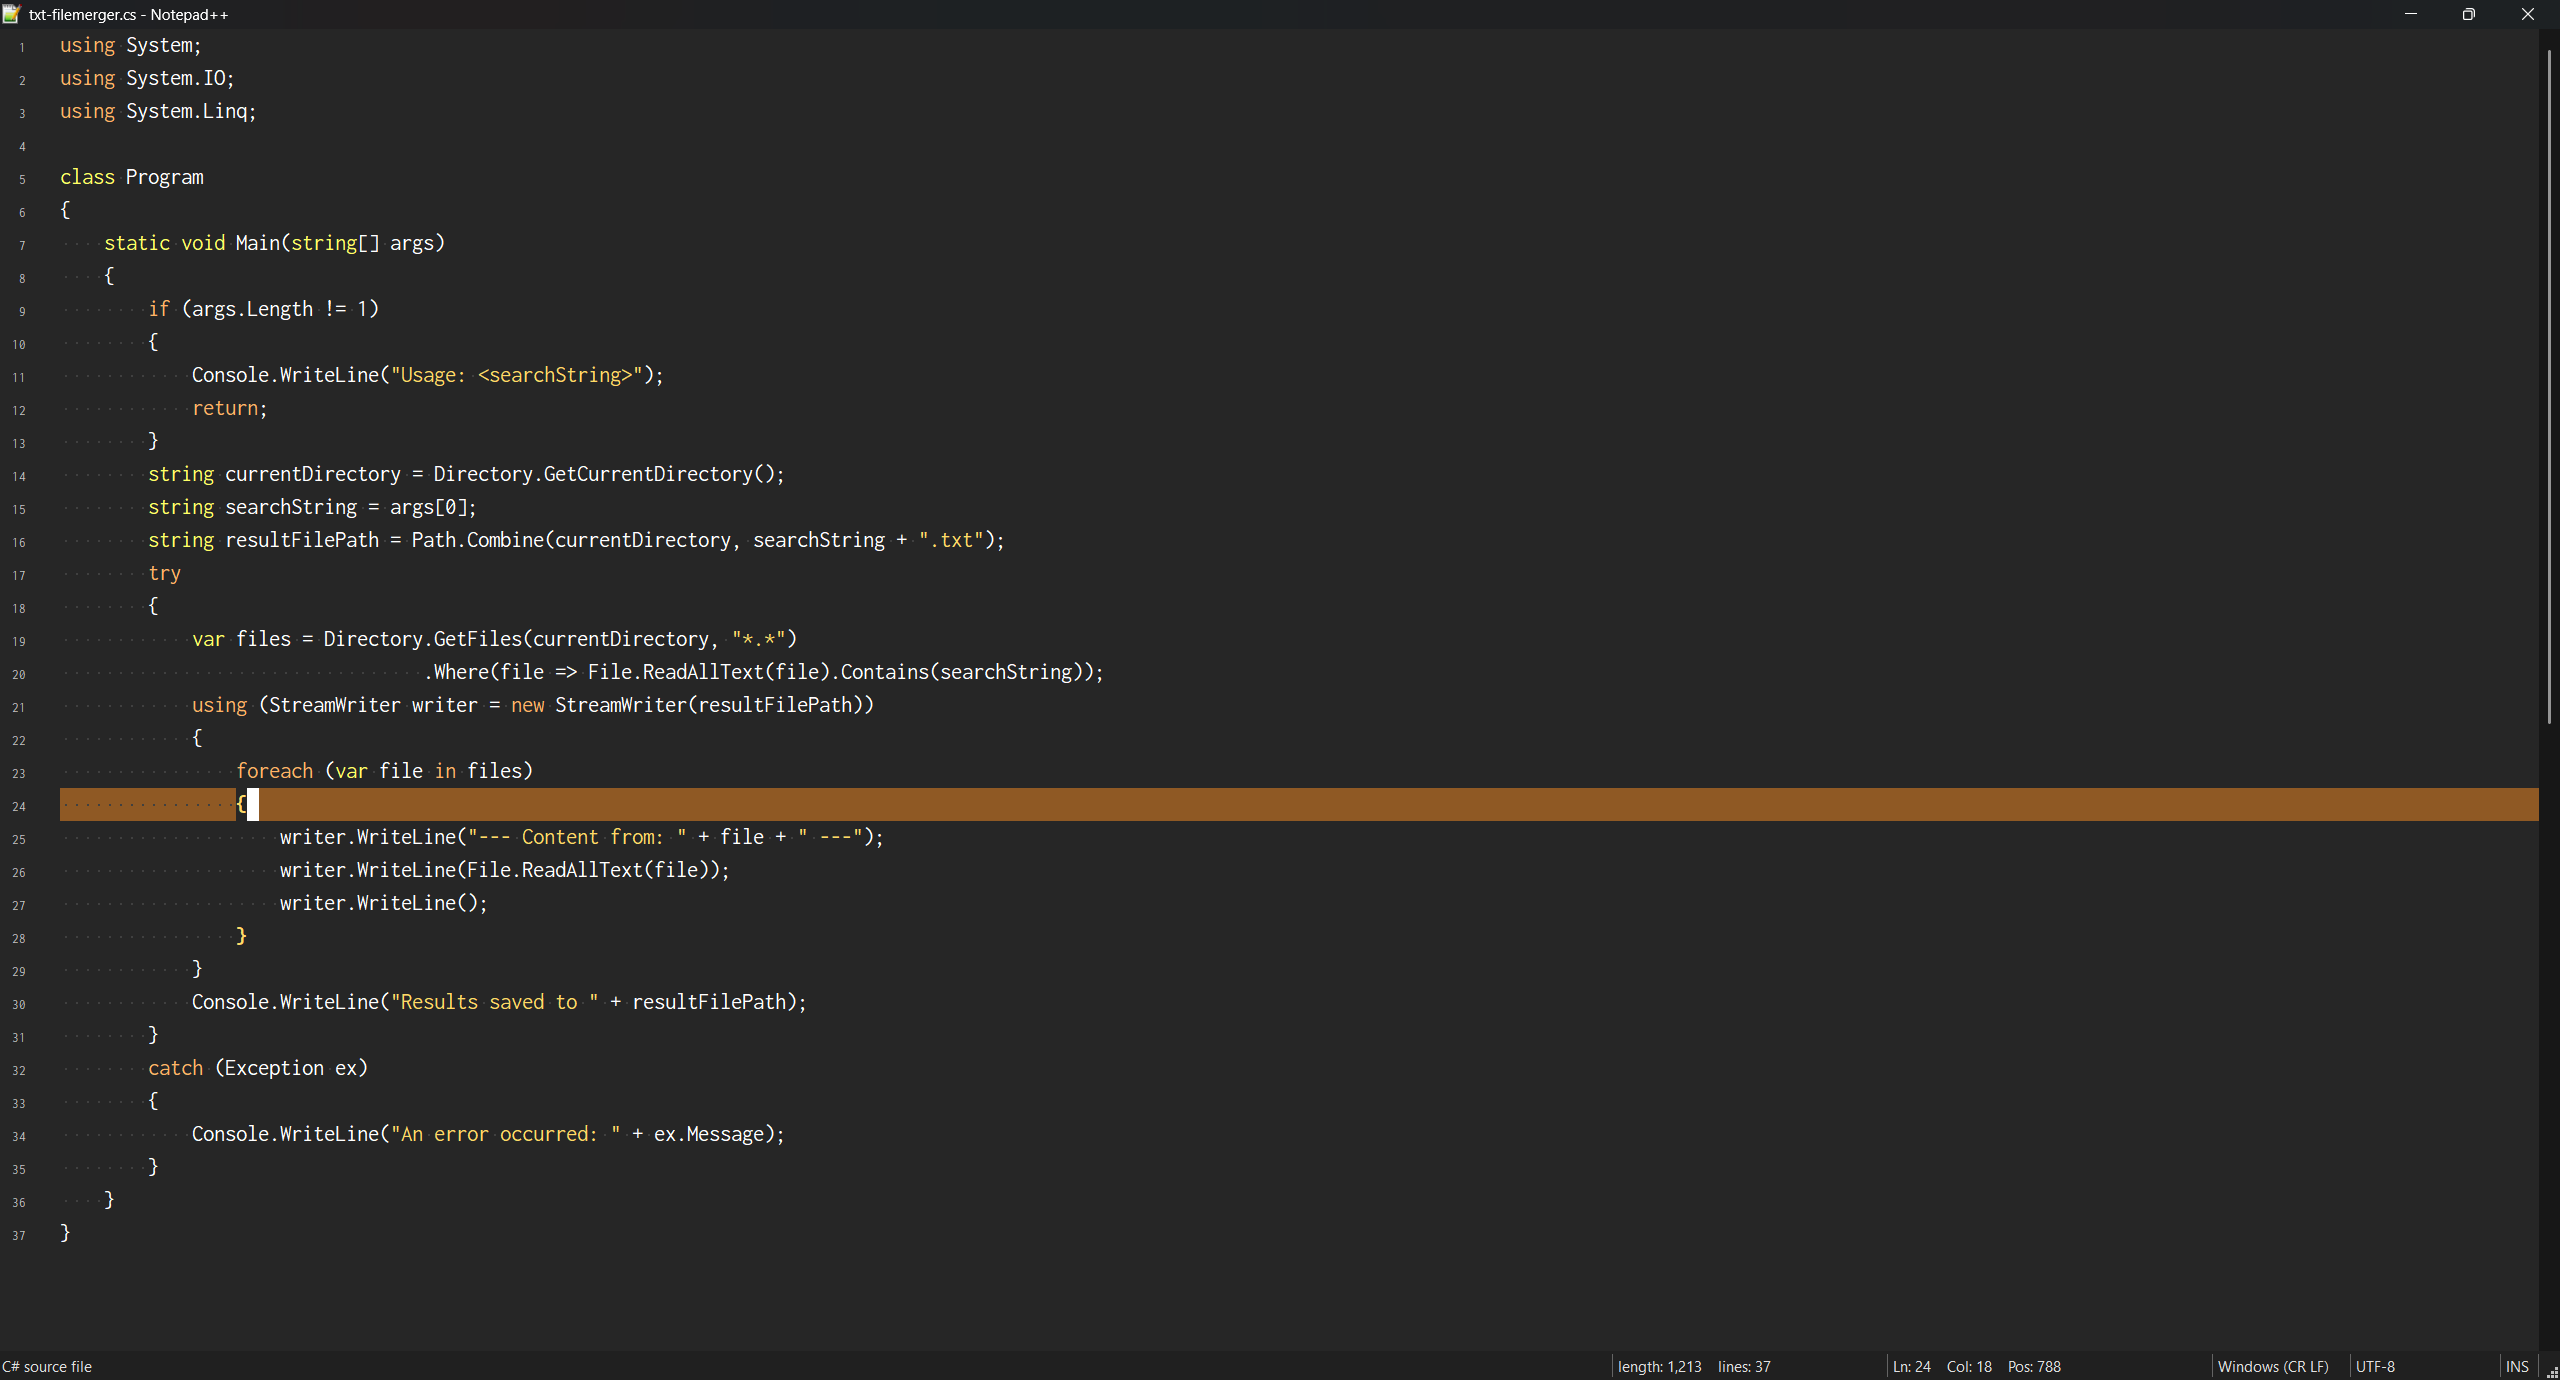 txt-filemerger.cs - Notepad++
1 using System;
2 using System.IO;
3 using System.Linq;
4
5 class Program
6 {
7     static void Main(string[] args)
8     {
9         if (args.Length != 1)
10         {
11             Console.WriteLine("Usage: <searchString>");
12             return;
13         }
14         string currentDirectory = Directory.GetCurrentDirectory();
15         string searchString = args[0];
16         string resultFilePath = Path.Combine(currentDirectory, searchString + ".txt");
17         try
18         {
19             var files = Directory.GetFiles(currentDirectory, "*.*")
20                                  .Where(file => File.ReadAllText(file).Contains(searchString));
21             using (StreamWriter writer = new StreamWriter(resultFilePath))
22             {
23                 foreach (var file in files)
24                 {
25                     writer.WriteLine("--- Content from: " + file + " ---");
26                     writer.WriteLine(File.ReadAllText(file));
27                     writer.WriteLine();
28                 }
29             }
30             Console.WriteLine("Results saved to " + resultFilePath);
31         }
32         catch (Exception ex)
33         {
34             Console.WriteLine("An error occurred: " + ex.Message);
35         }
36     }
37 }
C# source file length: 1,213 lines: 37 Ln: 24 Col: 18 Pos: 788 Windows (CR LF) UTF-8 INS